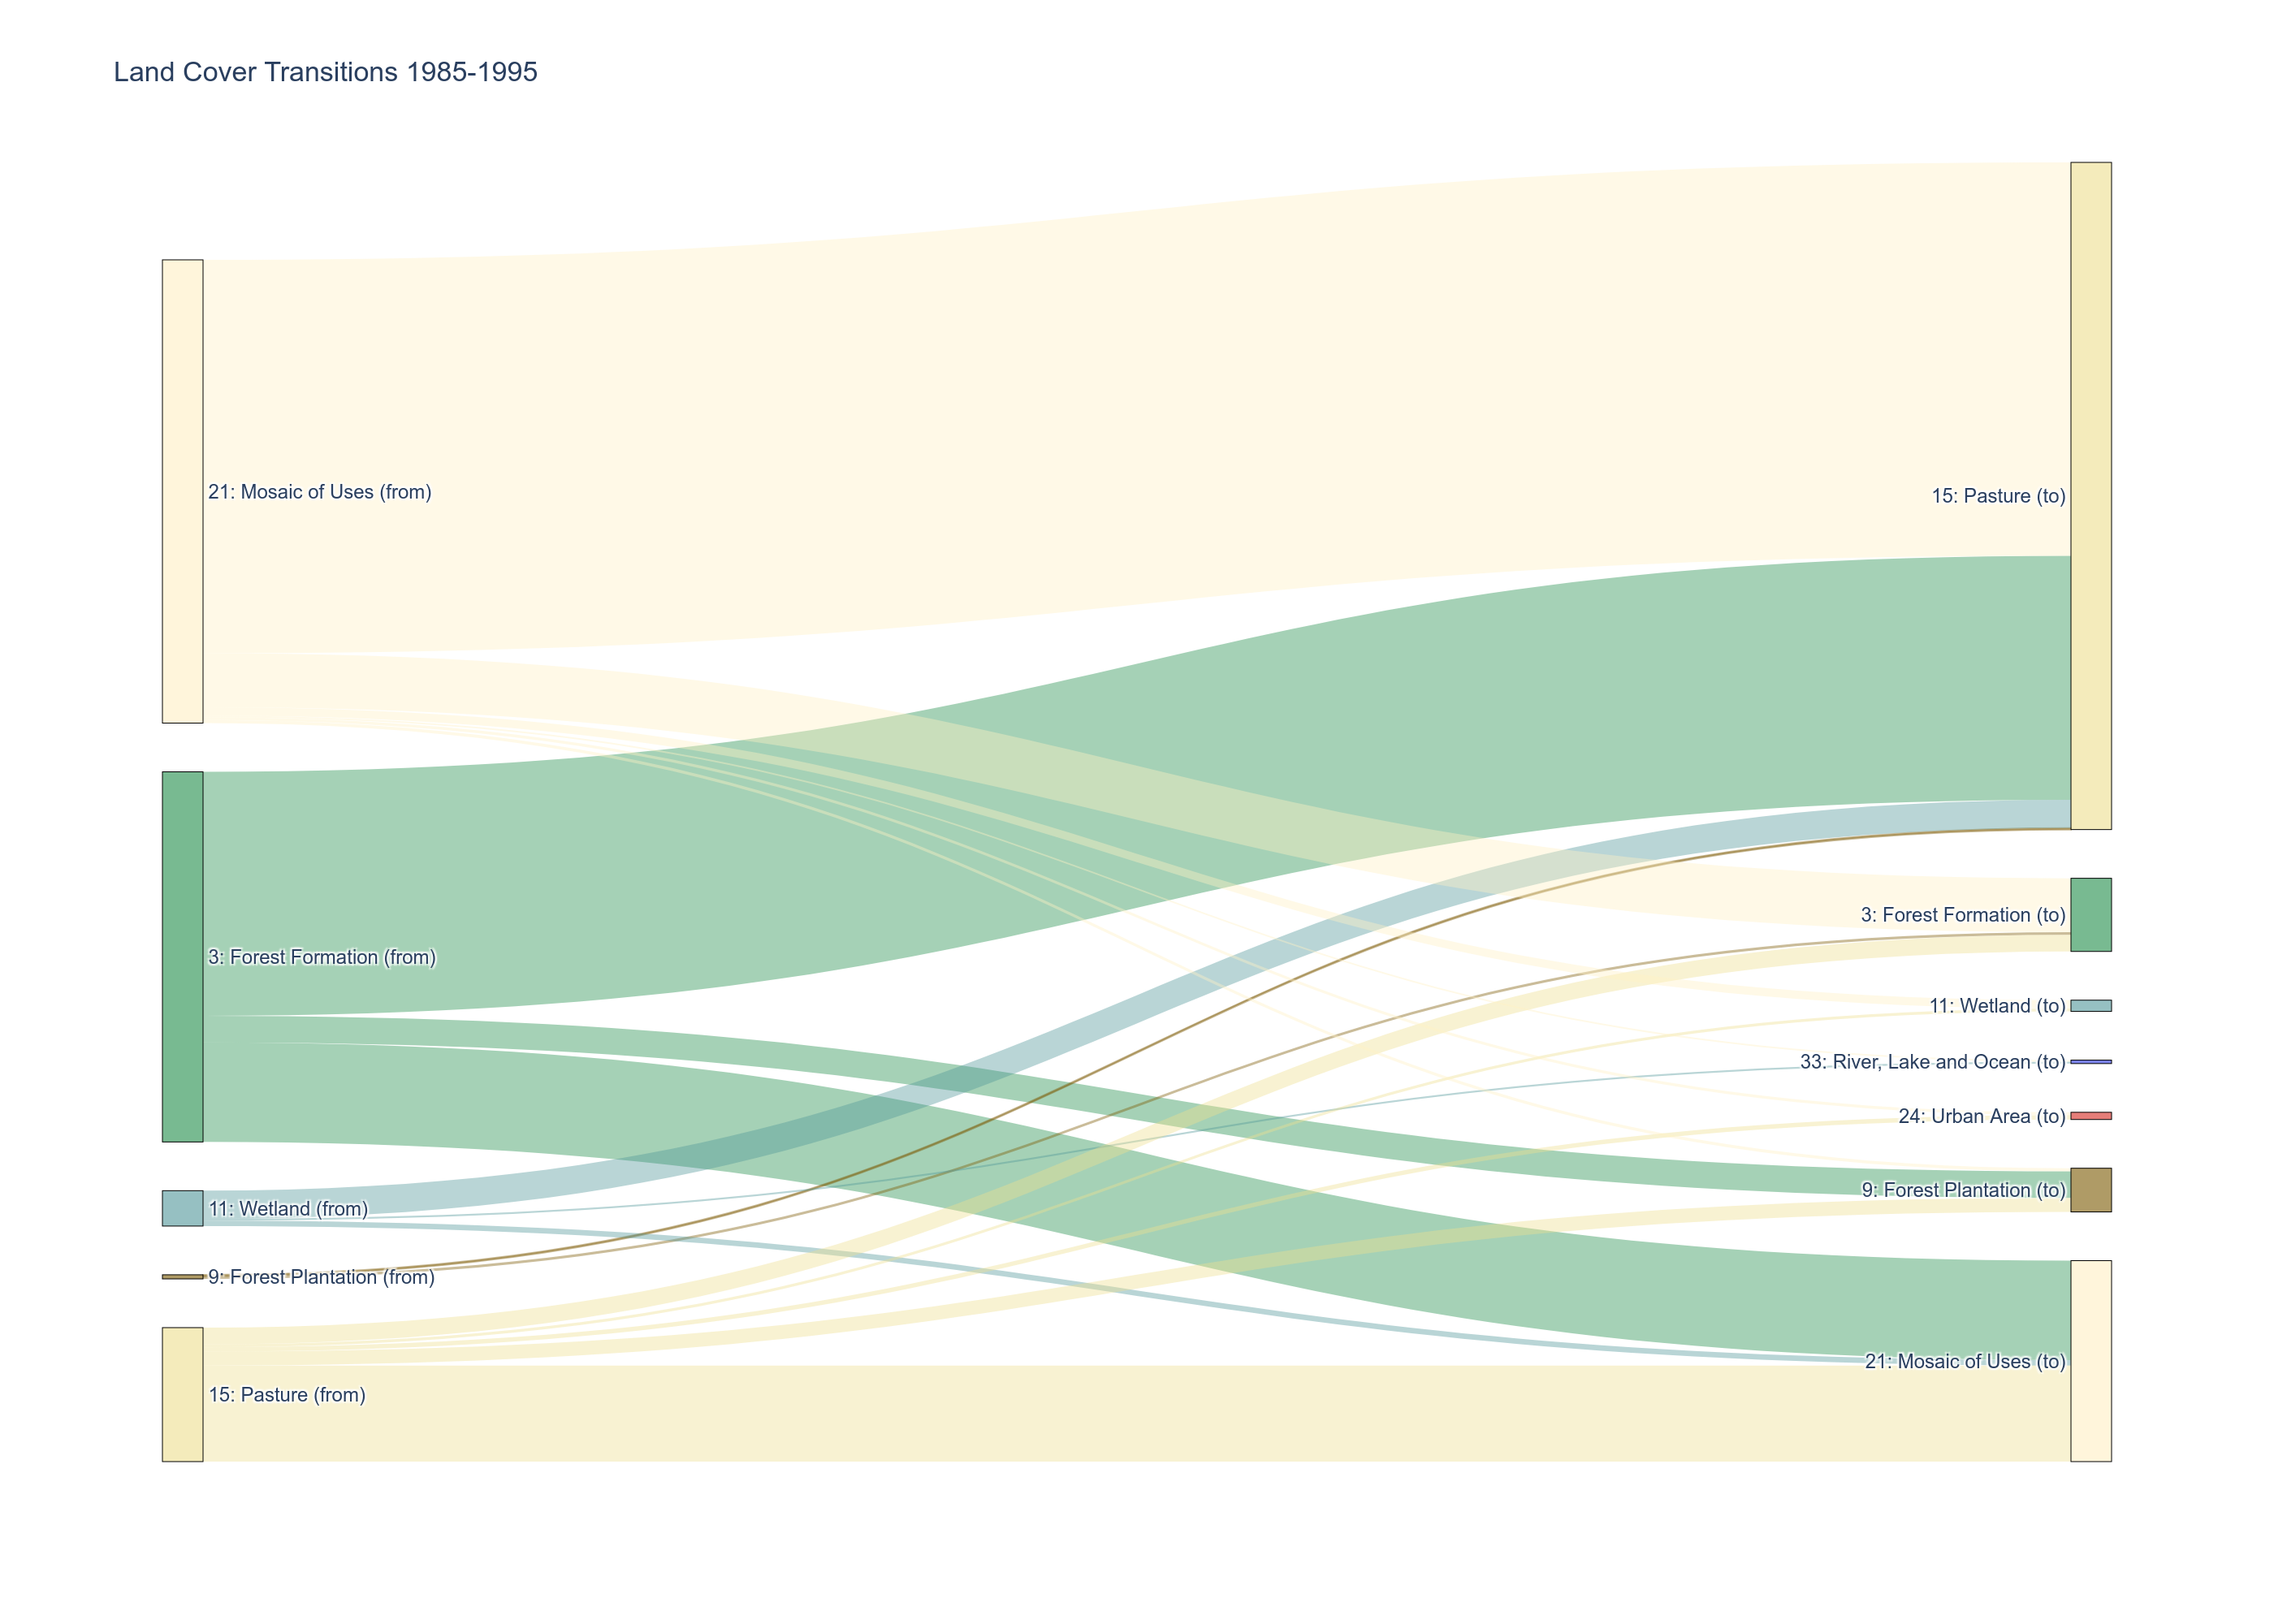 Land Cover Transitions 1985-1995
21: Mosaic of Uses (from)
3: Forest Formation (from)
11: Wetland (from)
9: Forest Plantation (from)
15: Pasture (from)
15: Pasture (to)
3: Forest Formation (to)
11: Wetland (to)
33: River, Lake and Ocean (to)
24: Urban Area (to)
9: Forest Plantation (to)
21: Mosaic of Uses (to)